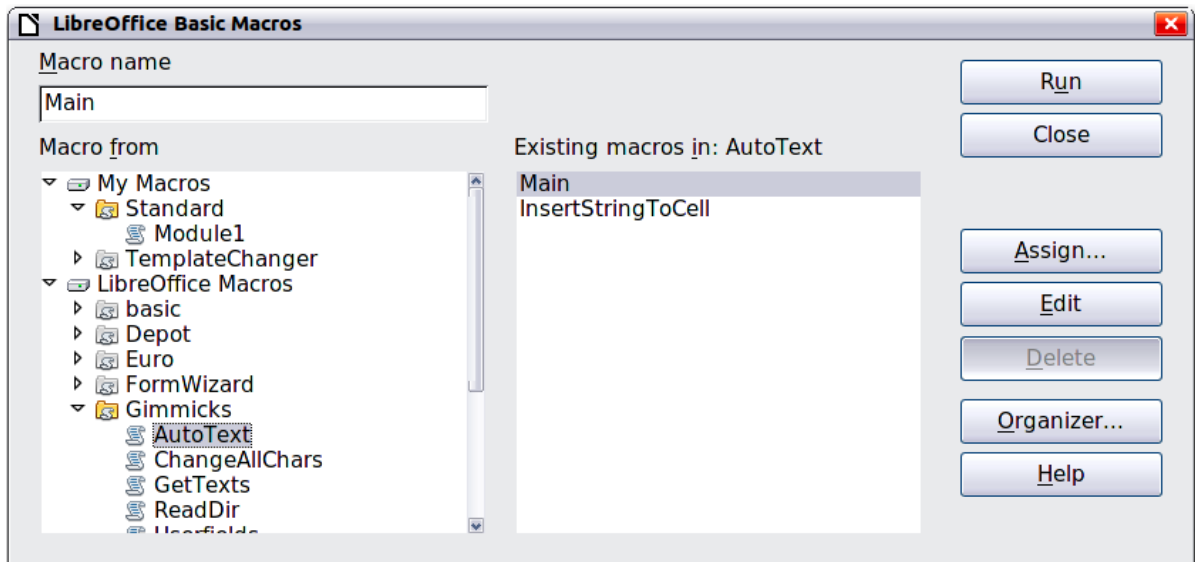 LibreOffice Basic Macros
Macro name
Main
Macro from
My Macros
Standard
Module1
TemplateChanger
LibreOffice Macros
basic
Depot
Euro
FormWizard
Gimmicks
AutoText
ChangeAllChars
GetTexts
ReadDir
Userfields
Existing macros in: AutoText
Main
InsertStringToCell
Run
Close
Assign...
Edit
Delete
Organizer...
Help